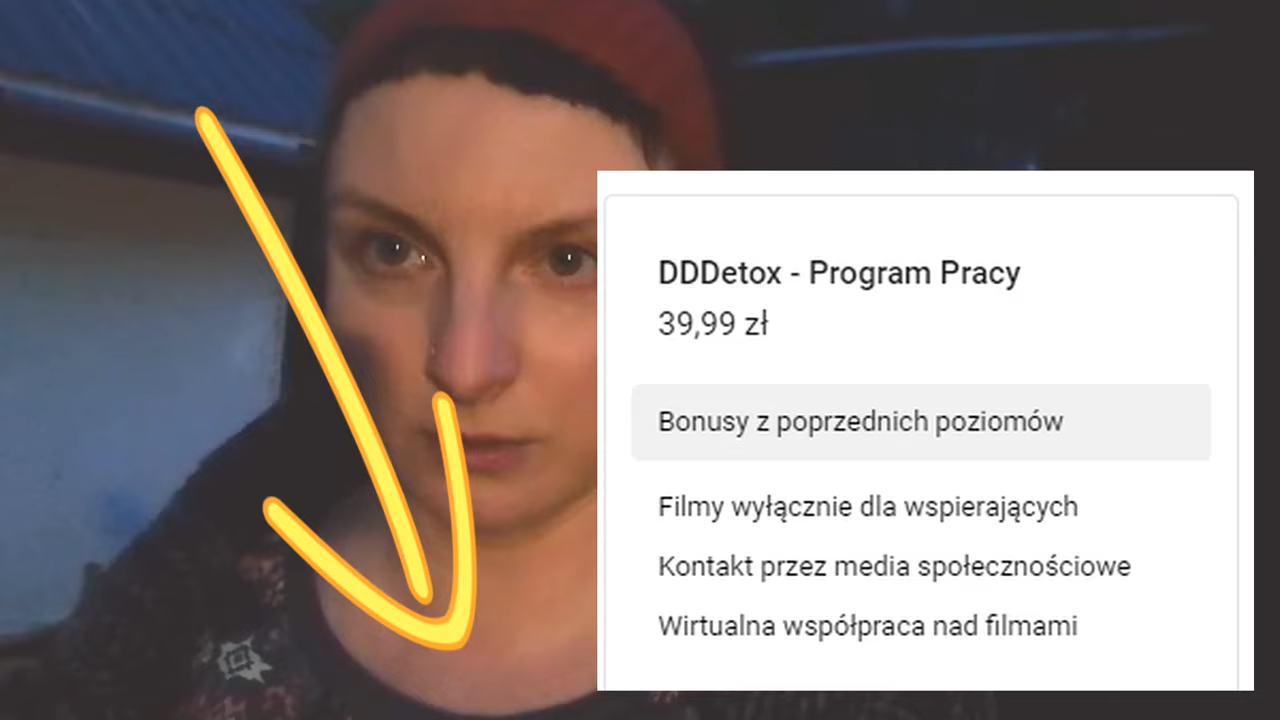 DDDetox - Program Pracy
39,99 zł
Bonusy z poprzednich poziomów
Filmy wyłącznie dla wspierających
Kontakt przez media społecznościowe
Wirtualna współpraca nad filmami